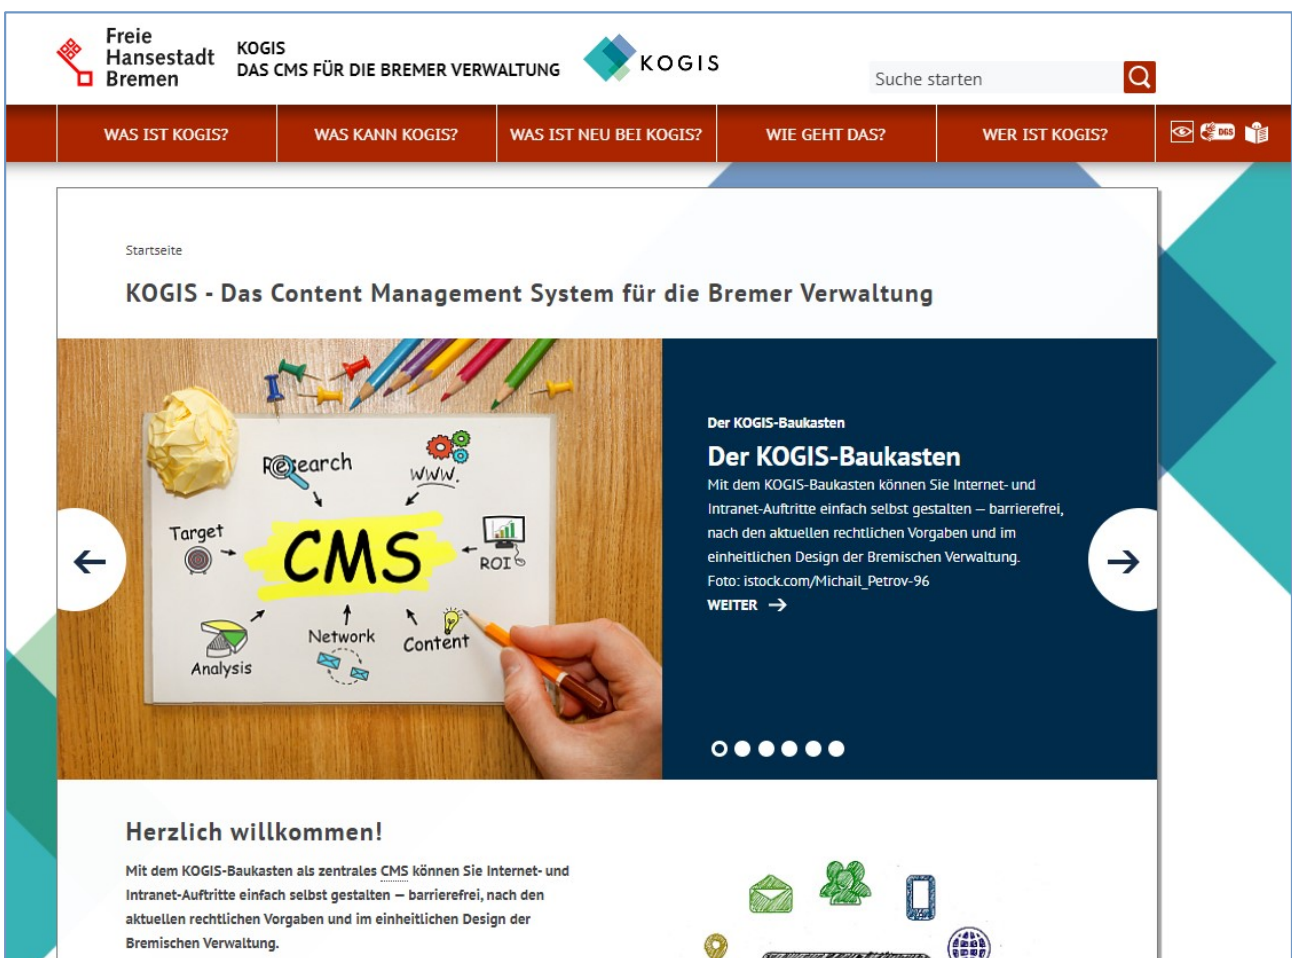 Freie
Hansestadt
Bremen
KOGIS
DAS CMS FÜR DIE BREMER VERWALTUNG
KOGIS
Suche starten
WAS IST KOGIS?
WAS KANN KOGIS?
WAS IST NEU BEI KOGIS?
WIE GEHT DAS?
WER IST KOGIS?
DGS
Startseite
KOGIS - Das Content Management System für die Bremer Verwaltung
Research
www.
Target
CMS
ROI
Analysis
Network
Content
Der KOGIS-Baukasten
Der KOGIS-Baukasten
Mit dem KOGIS-Baukasten können Sie Internet- und
Intranet-Auftritte einfach selbst gestalten – barrierefrei,
nach den aktuellen rechtlichen Vorgaben und im
einheitlichen Design der Bremischen Verwaltung.
Foto: istock.com/Michail_Petrov-96
WEITER
Herzlich willkommen!
Mit dem KOGIS-Baukasten als zentrales CMS können Sie Internet- und
Intranet-Auftritte einfach selbst gestalten – barrierefrei, nach den
aktuellen rechtlichen Vorgaben und im einheitlichen Design der
Bremischen Verwaltung.